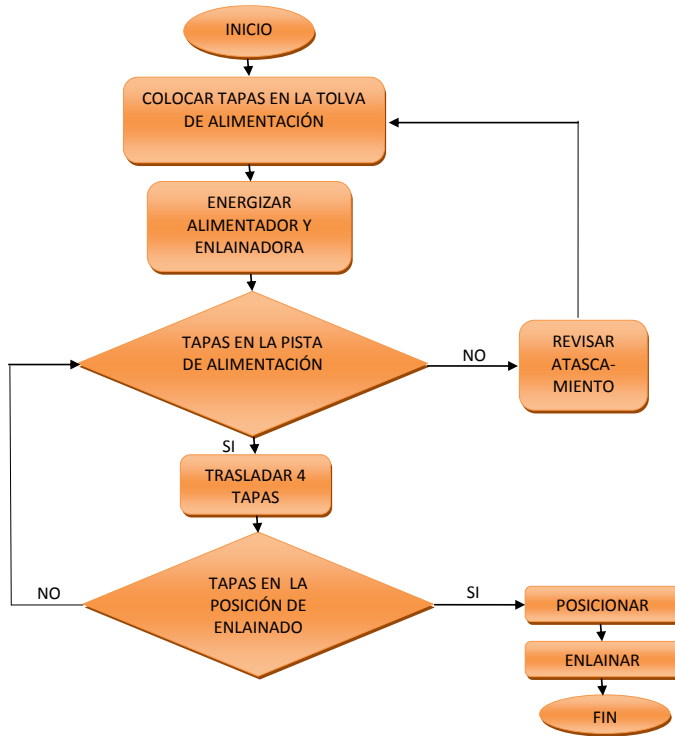 INICIO
COLOCAR TAPAS EN LA TOLVA
DE ALIMENTACIÓN
ENERGIZAR
ALIMENTADOR Y
ENLAINADORA
TAPAS EN LA PISTA
DE ALIMENTACIÓN
NO
REVISAR
ATASCA-
MIENTO
SI
TRASLADAR 4
TAPAS
NO
TAPAS EN LA
POSICIÓN DE
ENLAINADO
SI
POSICIONAR
ENLAINAR
FIN